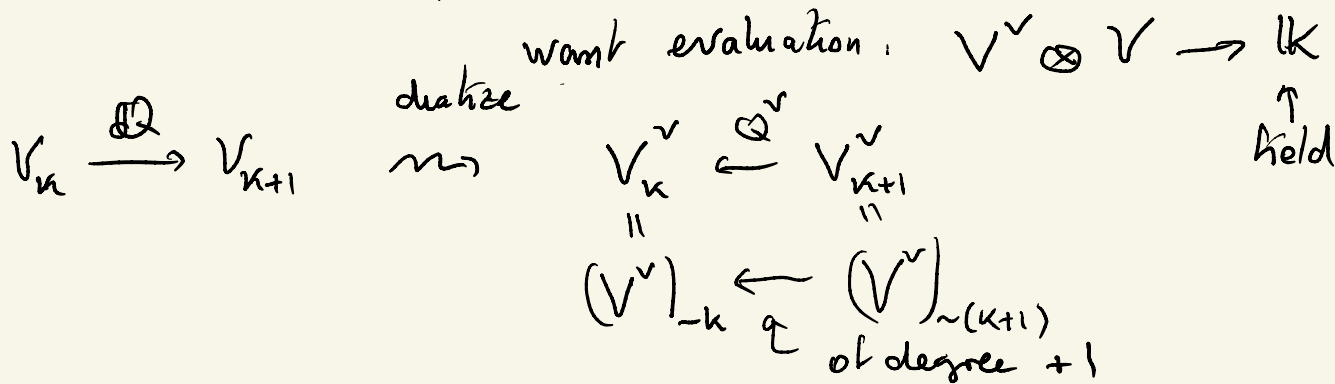 want evaluation. V^∨ ⊗ V → 𝕜
dualize
↑
field
V_k →^{Q} V_{k+1} ⇝ V_k^∨ ←^{Q^∨} V_{k+1}^∨
|| ||
(V^∨)_{-k} ←_{q} (V^∨)_{-(k+1)}
of degree +1